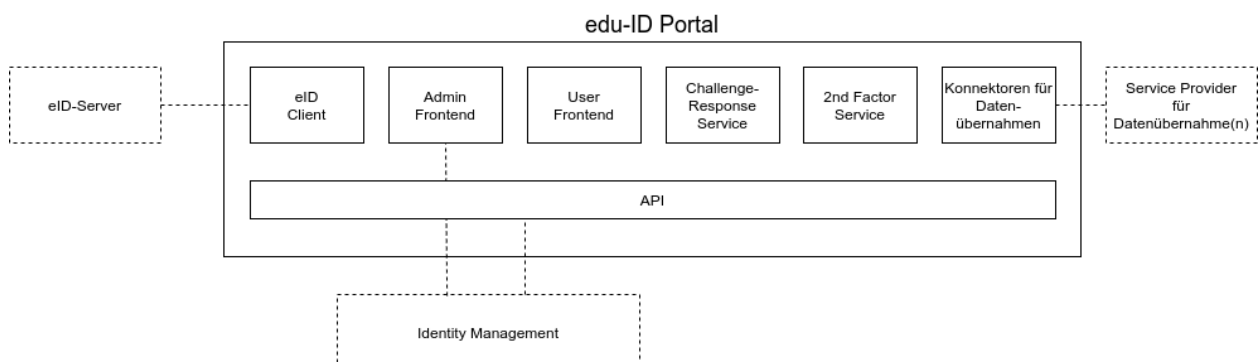 edu-ID Portal
eID-Server
eID
Client
Admin
Frontend
User
Frontend
Challenge-
Response
Service
2nd Factor
Service
Konnektoren für
Daten-
übernahmen
Service Provider
für
Datenübernahme(n)
API
Identity Management